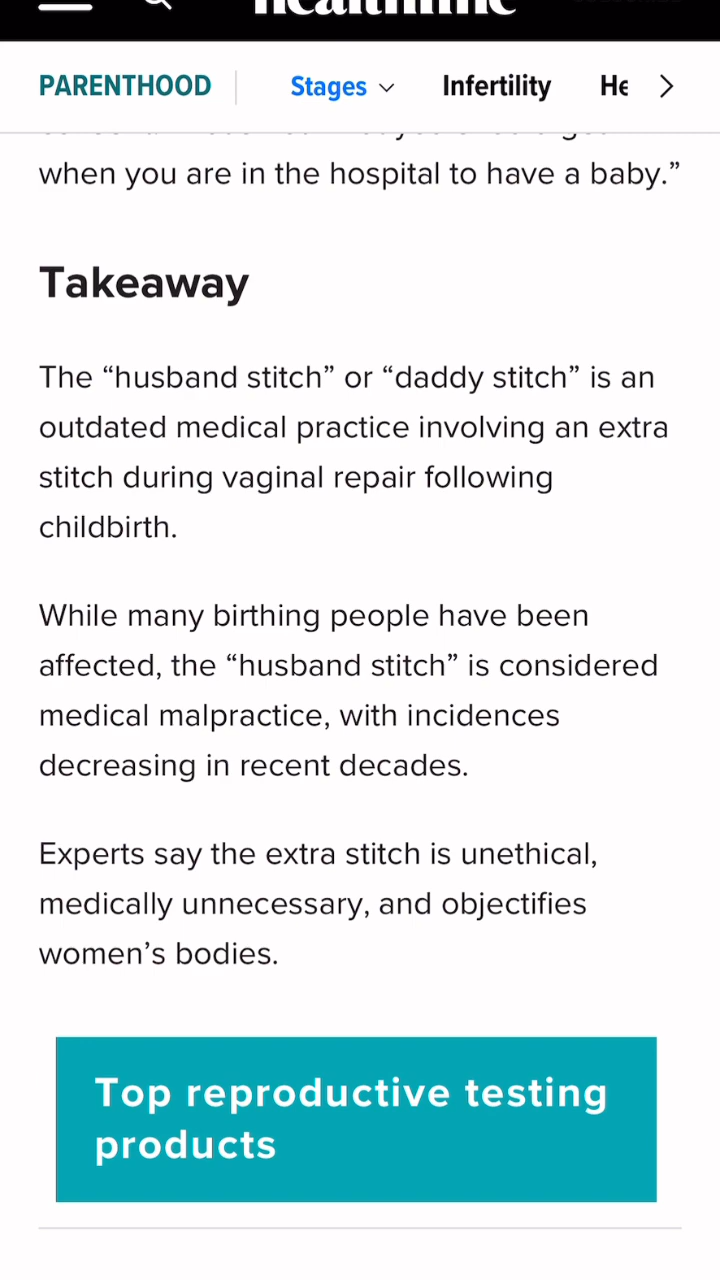 healthline
PARENTHOOD
Stages
Infertility
He
when you are in the hospital to have a baby.”
Takeaway
The “husband stitch” or “daddy stitch” is an
outdated medical practice involving an extra
stitch during vaginal repair following
childbirth.
While many birthing people have been
affected, the “husband stitch” is considered
medical malpractice, with incidences
decreasing in recent decades.
Experts say the extra stitch is unethical,
medically unnecessary, and objectifies
women’s bodies.
Top reproductive testing
products